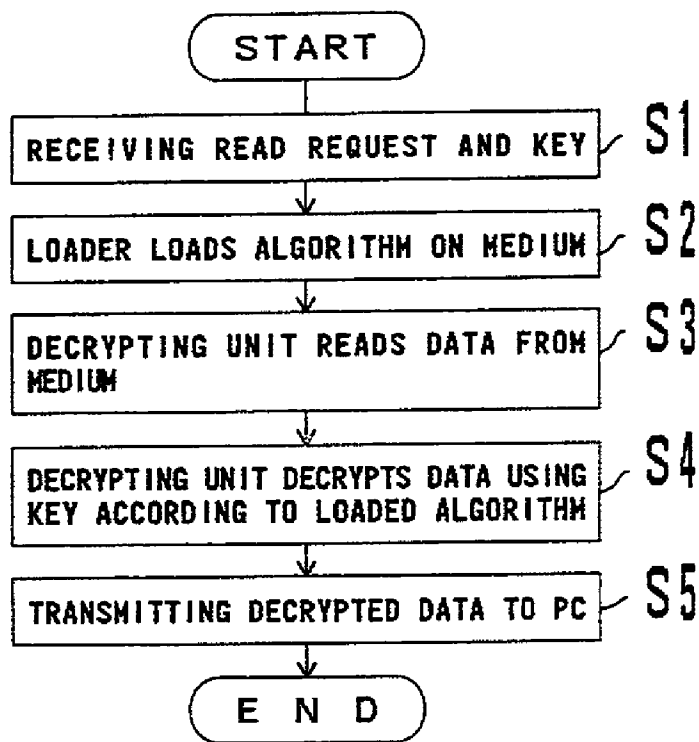 START
RECEIVING READ REQUEST AND KEY S1
LOADER LOADS ALGORITHM ON MEDIUM S2
DECRYPTING UNIT READS DATA FROM S3
MEDIUM
DECRYPTING UNIT DECRYPTS DATA USING S4
KEY ACCORDING TO LOADED ALGORITHM
TRANSMITTING DECRYPTED DATA TO PC S5
END